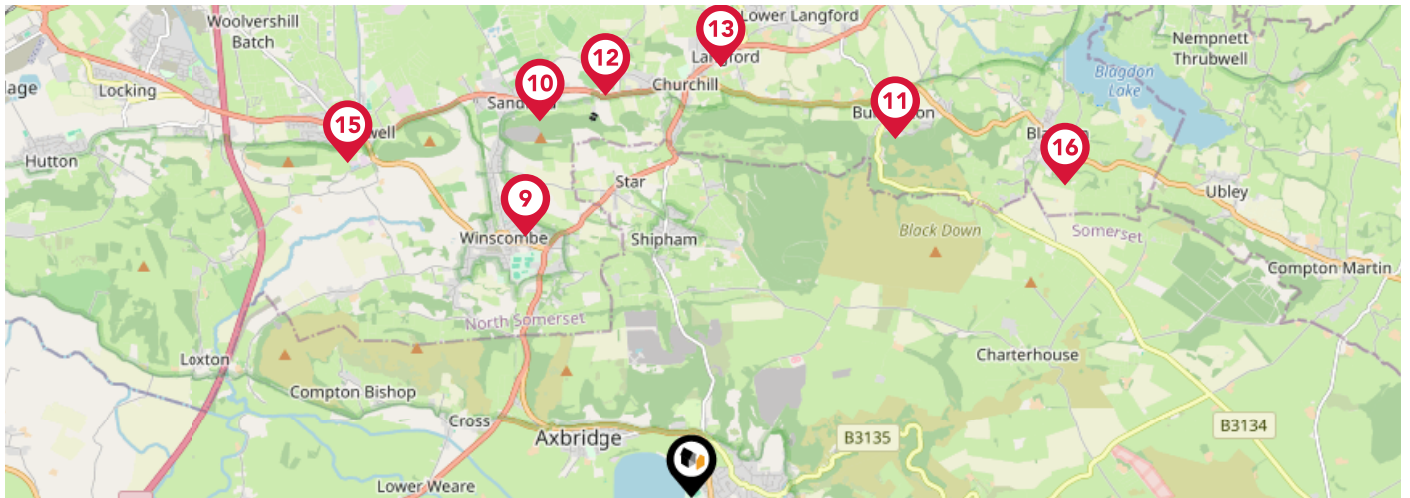 Woolvershill
Batch
13
Lower Langford
Nempnett
Thrubwell
12
Langford
Blagdon
Lake
10
Churchill
Locking
11
15
16
Hutton
Star
Ubley
9
Winscombe
Shipham
Black Down
Somerset
Compton Martin
North Somerset
Loxton
Charterhouse
Compton Bishop
Cross
Axbridge
B3135
B3134
Lower Weare